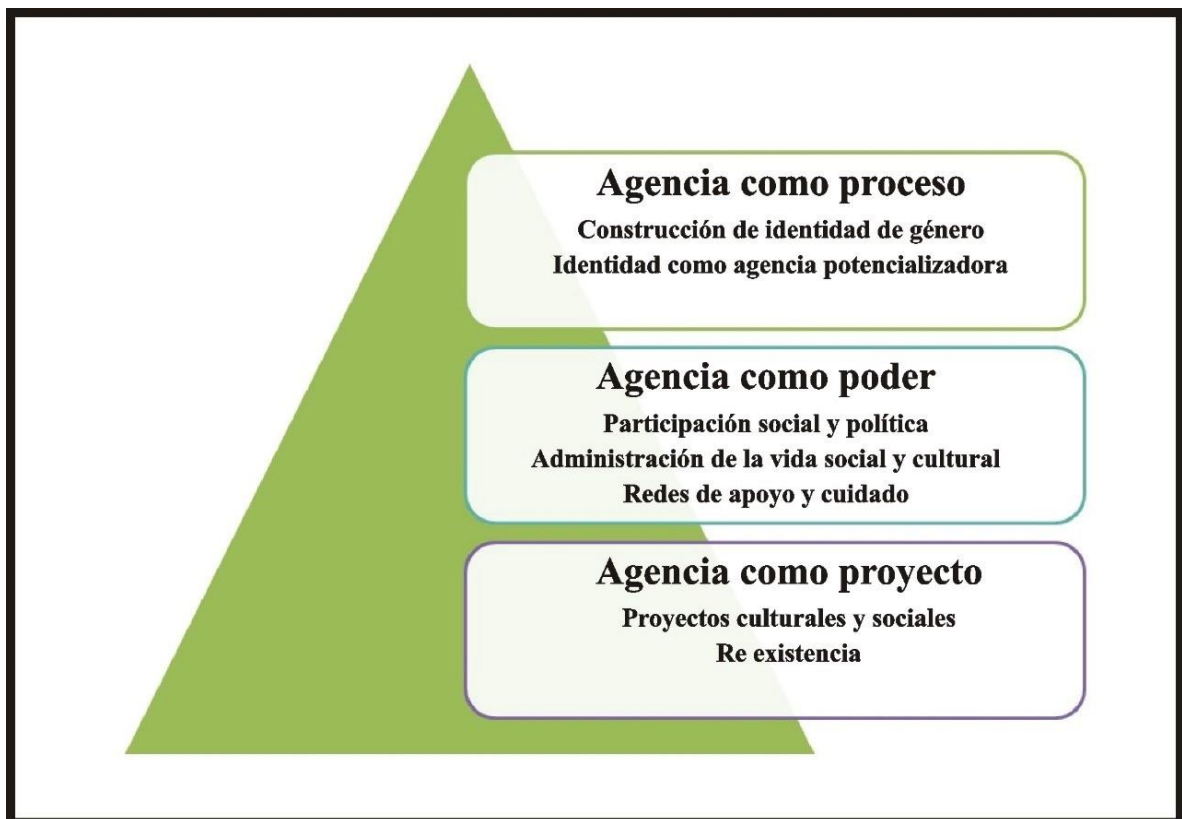 Agencia como proceso
Construcción de identidad de género
Identidad como agencia potencializadora
Agencia como poder
Participación social y política
Administración de la vida social y cultural
Redes de apoyo y cuidado
Agencia como proyecto
Proyectos culturales y sociales
Re existencia